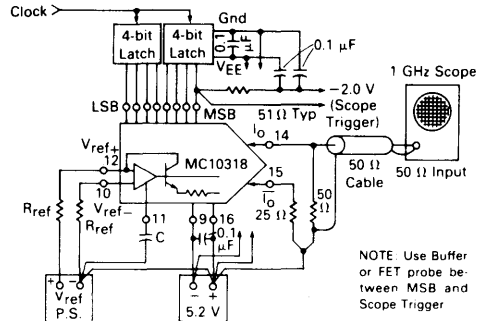 Clock
4-bit
Latch
4-bit
Latch
Gnd
0.1
µF
VEE
0.1 µF
−2.0 V
(Scope
Trigger)
51 Ω Typ
LSB
MSB
1 GHz Scope
Vref+
12
MC10318
io 14
15
io
50 Ω
Cable
50 Ω Input
50
Ω
25 Ω
10
Vref−
Rref
Rref
11
C
9
16
0.1
µF
+ −
Vref
P.S.
− +
5.2 V
NOTE: Use Buffer
or FET probe be-
tween MSB and
Scope Trigger